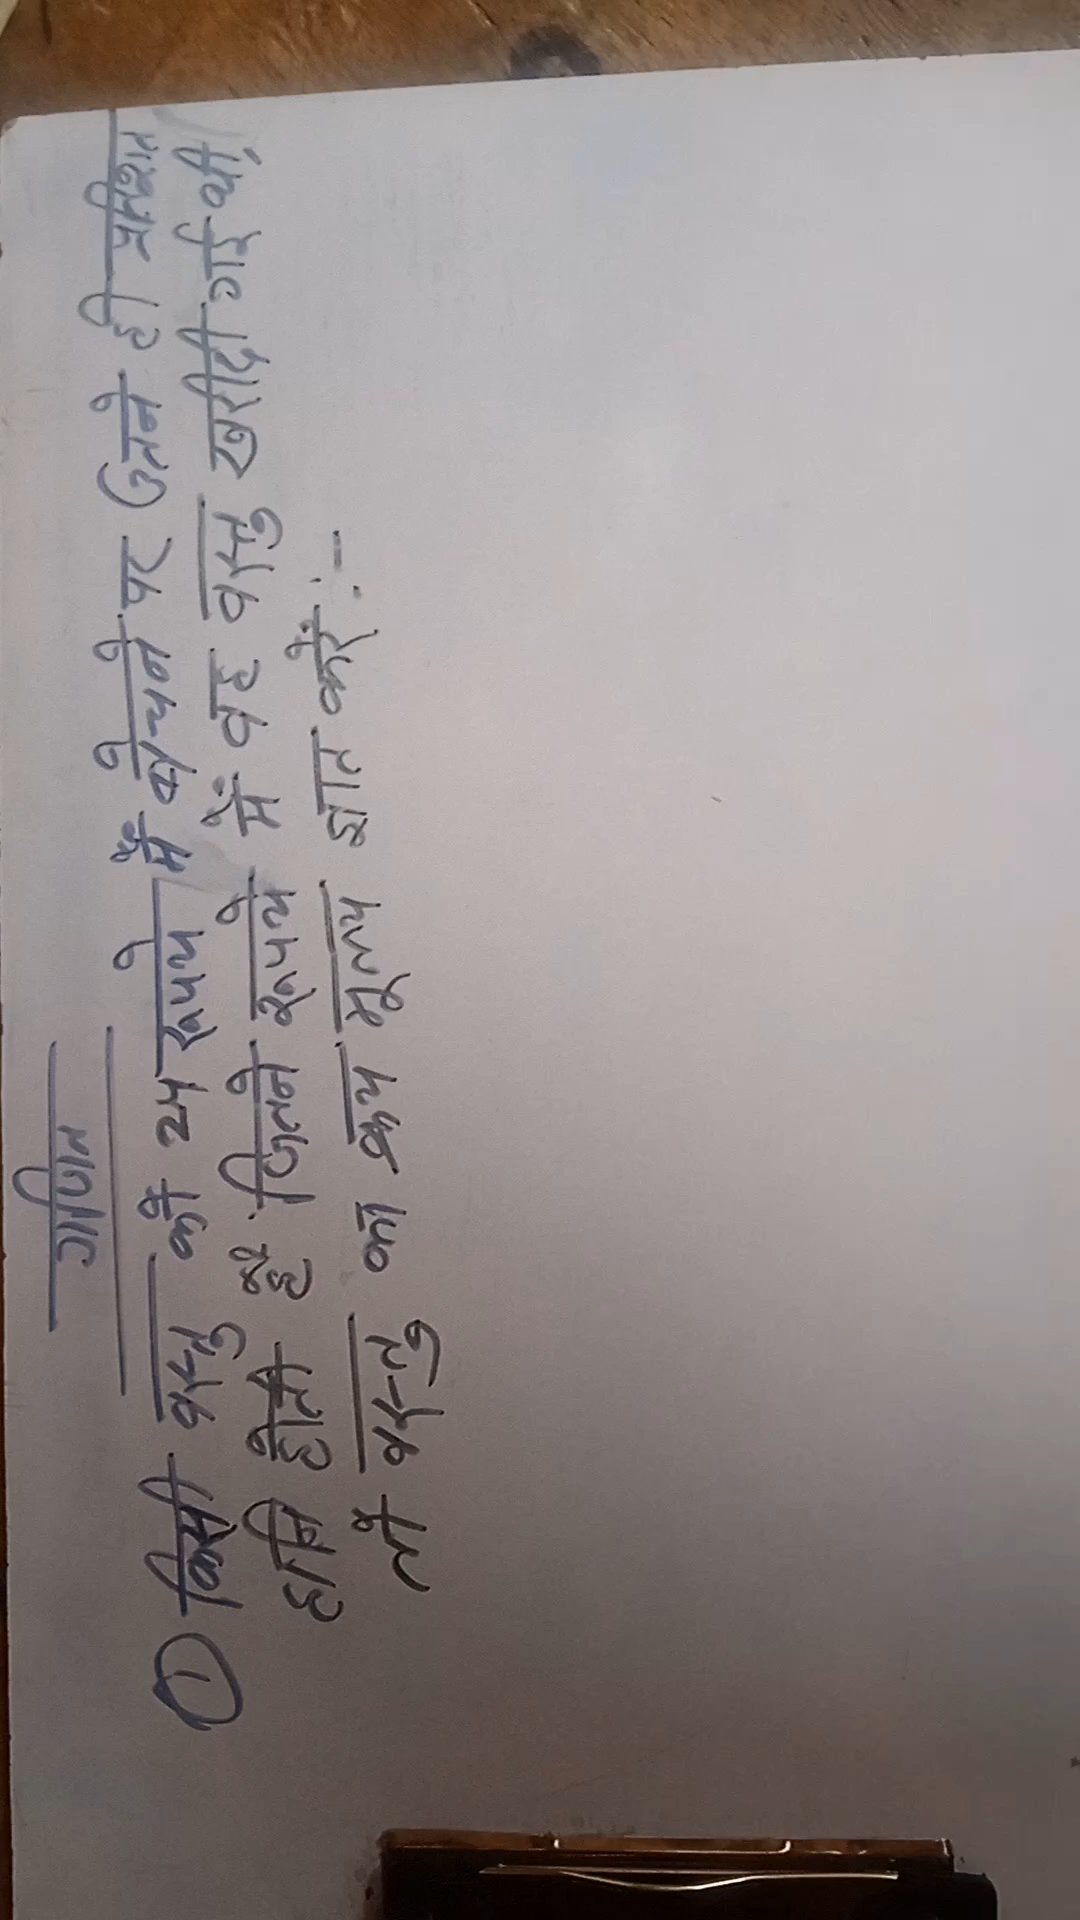 गणित
① किसी वस्तु को 24 रूपये में बेचने पर उतने ही प्रतिशत
हानि होती है. जितने रूपये में वह वस्तु खरीदी गई थी,
तो वस्तु का क्रय मूल्य ज्ञात करें :-